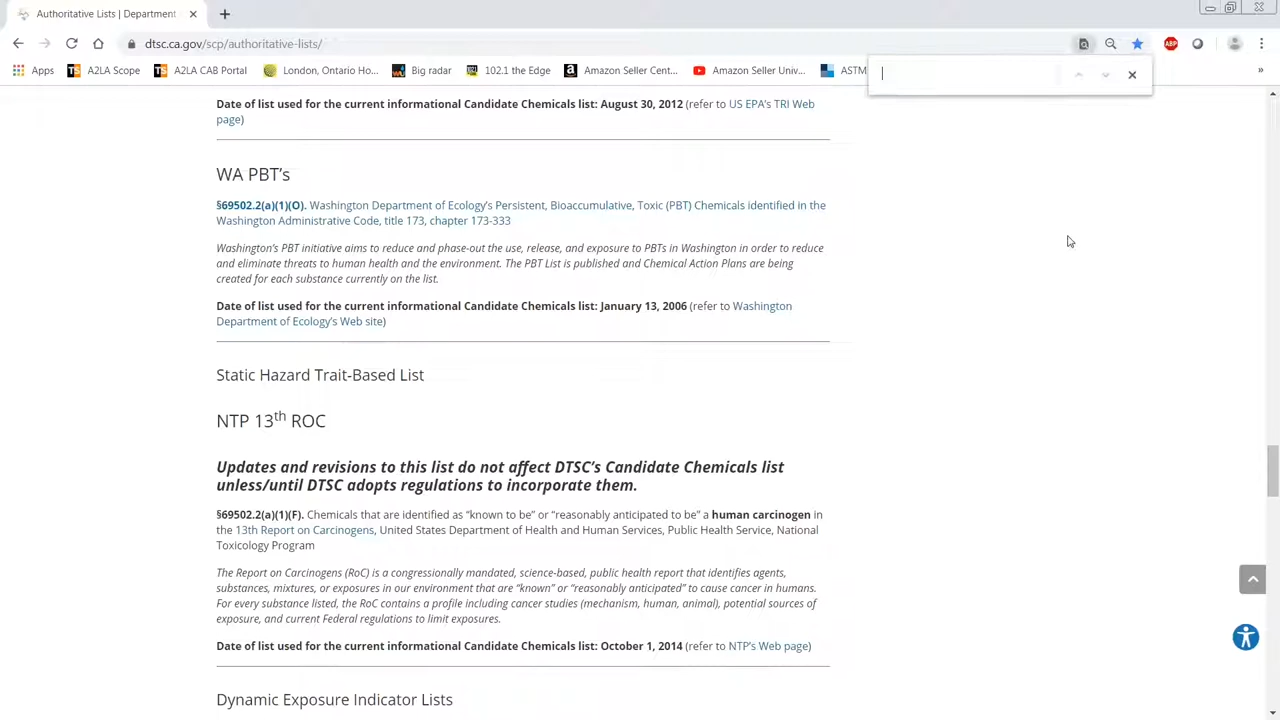 Authoritative Lists | Department
dtsc.ca.gov/scp/authoritative-lists/
ABP
Apps A2LA Scope A2LA CAB Portal London, Ontario Ho... Big radar 102.1 the Edge Amazon Seller Cent... Amazon Seller Univ... ASTM »
Date of list used for the current informational Candidate Chemicals list: August 30, 2012 (refer to US EPA's TRI Web
page)
WA PBT's
§69502.2(a)(1)(O). Washington Department of Ecology's Persistent, Bioaccumulative, Toxic (PBT) Chemicals identified in the
Washington Administrative Code, title 173, chapter 173-333
Washington's PBT initiative aims to reduce and phase-out the use, release, and exposure to PBTs in Washington in order to reduce
and eliminate threats to human health and the environment. The PBT List is published and Chemical Action Plans are being
created for each substance currently on the list.
Date of list used for the current informational Candidate Chemicals list: January 13, 2006 (refer to Washington
Department of Ecology's Web site)
Static Hazard Trait-Based List
NTP 13th ROC
Updates and revisions to this list do not affect DTSC's Candidate Chemicals list
unless/until DTSC adopts regulations to incorporate them.
§69502.2(a)(1)(F). Chemicals that are identified as “known to be” or “reasonably anticipated to be” a human carcinogen in
the 13th Report on Carcinogens, United States Department of Health and Human Services, Public Health Service, National
Toxicology Program
The Report on Carcinogens (RoC) is a congressionally mandated, science-based, public health report that identifies agents,
substances, mixtures, or exposures in our environment that are “known” or “reasonably anticipated” to cause cancer in humans.
For every substance listed, the RoC contains a profile including cancer studies (mechanism, human, animal), potential sources of
exposure, and current Federal regulations to limit exposures.
Date of list used for the current informational Candidate Chemicals list: October 1, 2014 (refer to NTP's Web page)
Dynamic Exposure Indicator Lists